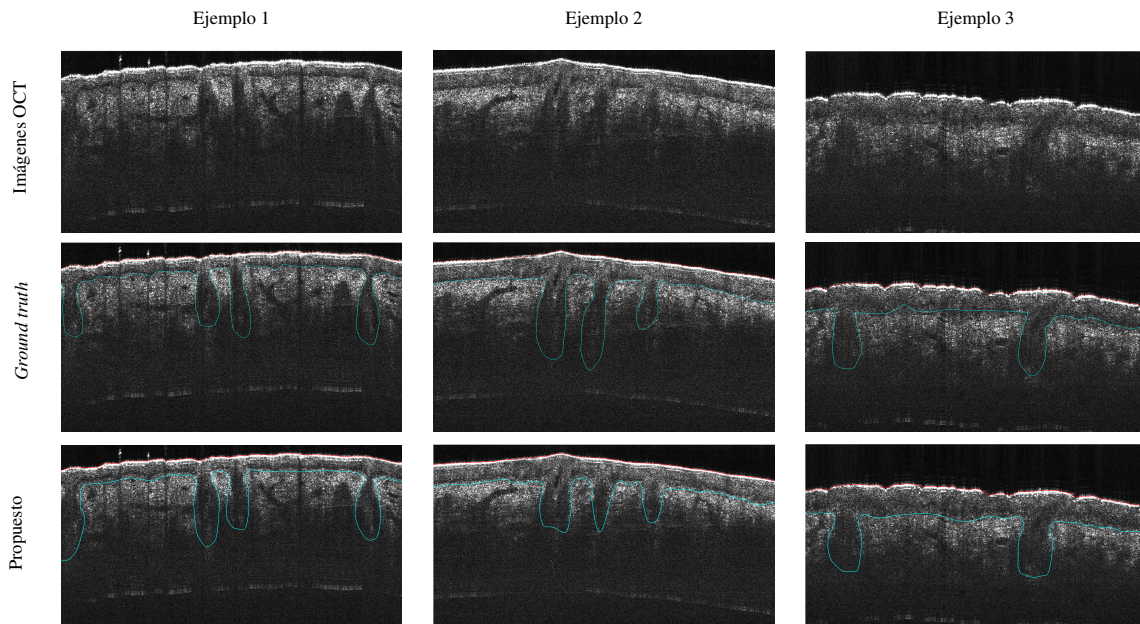 Ejemplo 1
Ejemplo 2
Ejemplo 3
Imágenes OCT
Ground truth
Propuesto